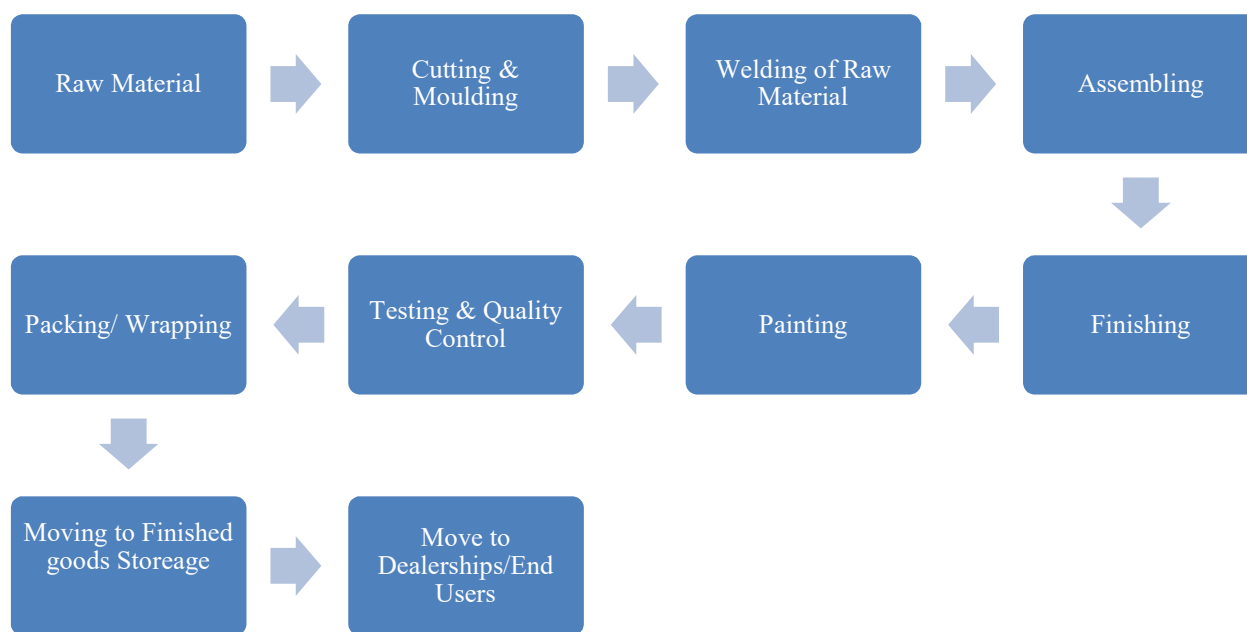 Raw Material
Cutting &
Moulding
Welding of Raw
Material
Assembling
Finishing
Painting
Testing & Quality
Control
Packing/ Wrapping
Moving to Finished
goods Storeage
Move to
Dealerships/End
Users